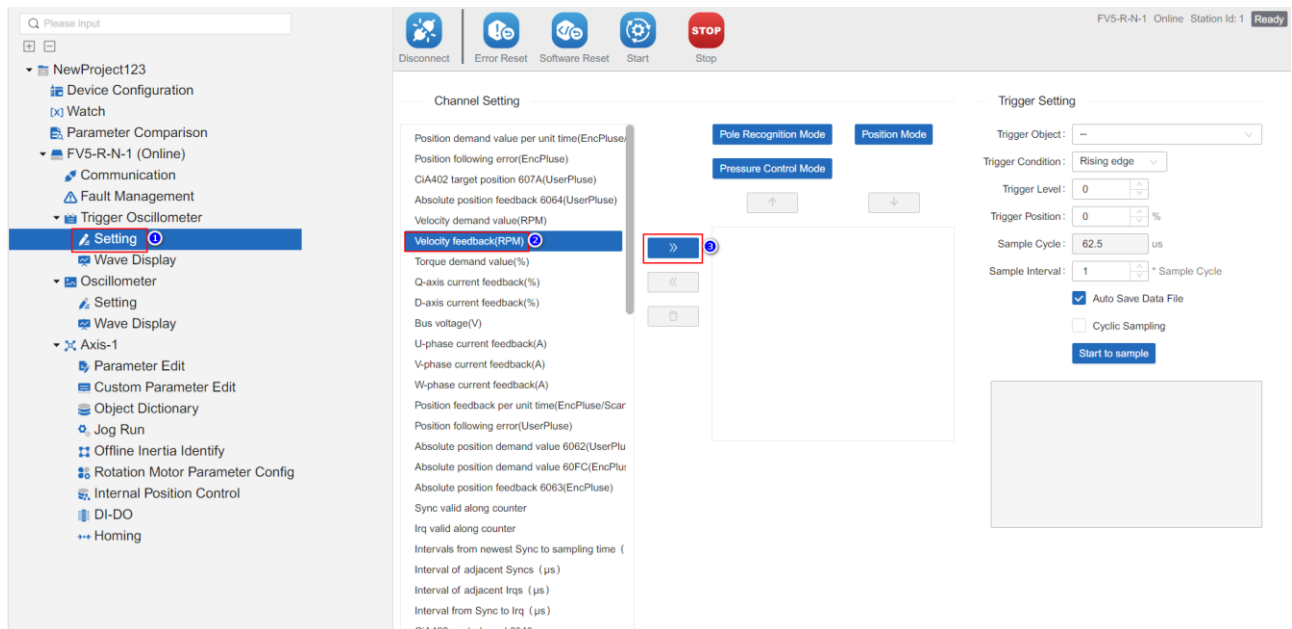 Please input
NewProject123
Device Configuration
[x] Watch
Parameter Comparison
FV5-R-N-1 (Online)
Communication
Fault Management
Trigger Oscillometer
Setting 1
Wave Display
Oscillometer
Setting
Wave Display
Axis-1
Parameter Edit
Custom Parameter Edit
Object Dictionary
Jog Run
Offline Inertia Identify
Rotation Motor Parameter Config
Internal Position Control
DI-DO
Homing
STOP
Disconnect Error Reset Software Reset Start Stop
FV5-R-N-1 Online Station Id: 1 Ready
Channel Setting
Position demand value per unit time(EncPluse/
Position following error(EncPluse)
CiA402 target position 607A(UserPluse)
Absolute position feedback 6064(UserPluse)
Velocity demand value(RPM)
Velocity feedback(RPM) 2
Torque demand value(%)
Q-axis current feedback(%)
D-axis current feedback(%)
Bus voltage(V)
U-phase current feedback(A)
V-phase current feedback(A)
W-phase current feedback(A)
Position feedback per unit time(EncPluse/Scan
Position following error(UserPluse)
Absolute position demand value 6062(UserPlu
Absolute position demand value 60FC(EncPlus
Absolute position feedback 6063(EncPluse)
Sync valid along counter
Irq valid along counter
Intervals from newest Sync to sampling time (
Interval of adjacent Syncs (μs)
Interval of adjacent Irqs (μs)
Interval from Sync to Irq (μs)
Pole Recognition Mode Position Mode
Pressure Control Mode
3
Trigger Setting
Trigger Object: --
Trigger Condition: Rising edge
Trigger Level: 0
Trigger Position: 0 %
Sample Cycle: 62.5 us
Sample Interval: 1 * Sample Cycle
Auto Save Data File
Cyclic Sampling
Start to sample